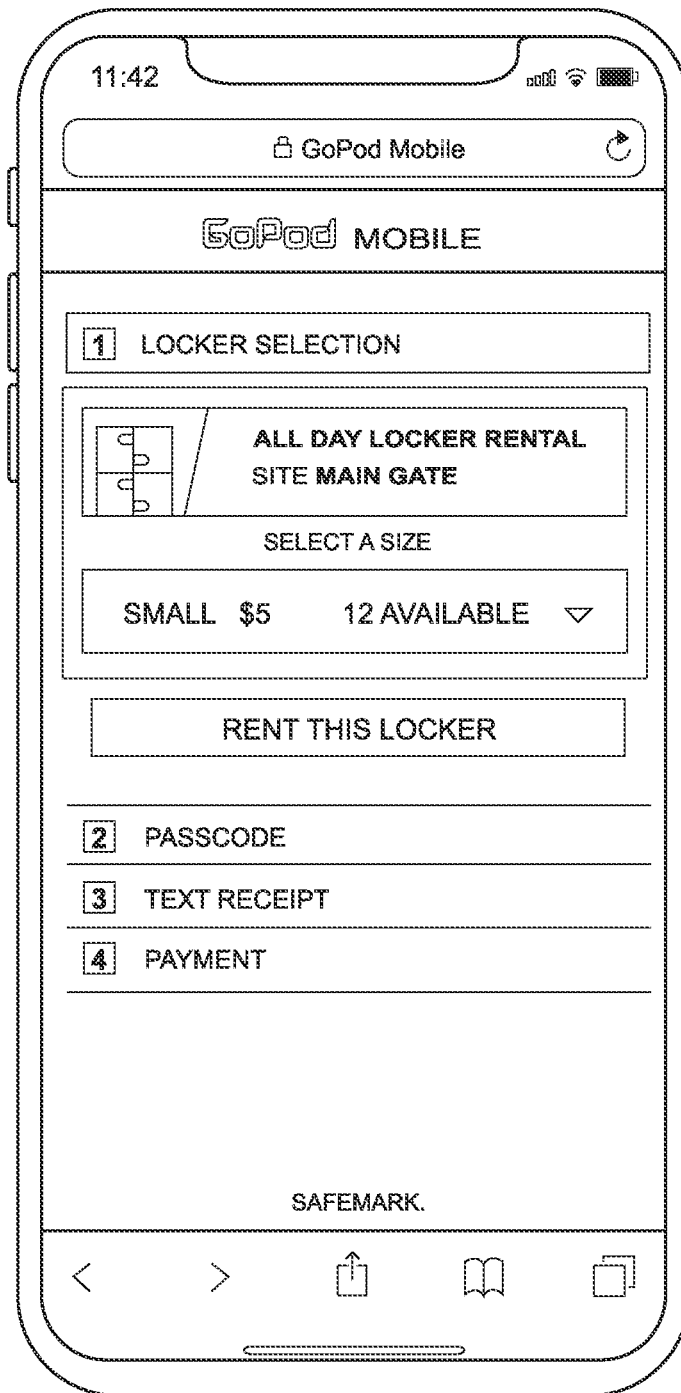 11:42
GoPod Mobile
GoPod MOBILE
1 LOCKER SELECTION
ALL DAY LOCKER RENTAL
SITE MAIN GATE
SELECT A SIZE
SMALL $5 12 AVAILABLE
RENT THIS LOCKER
2 PASSCODE
3 TEXT RECEIPT
4 PAYMENT
SAFEMARK.